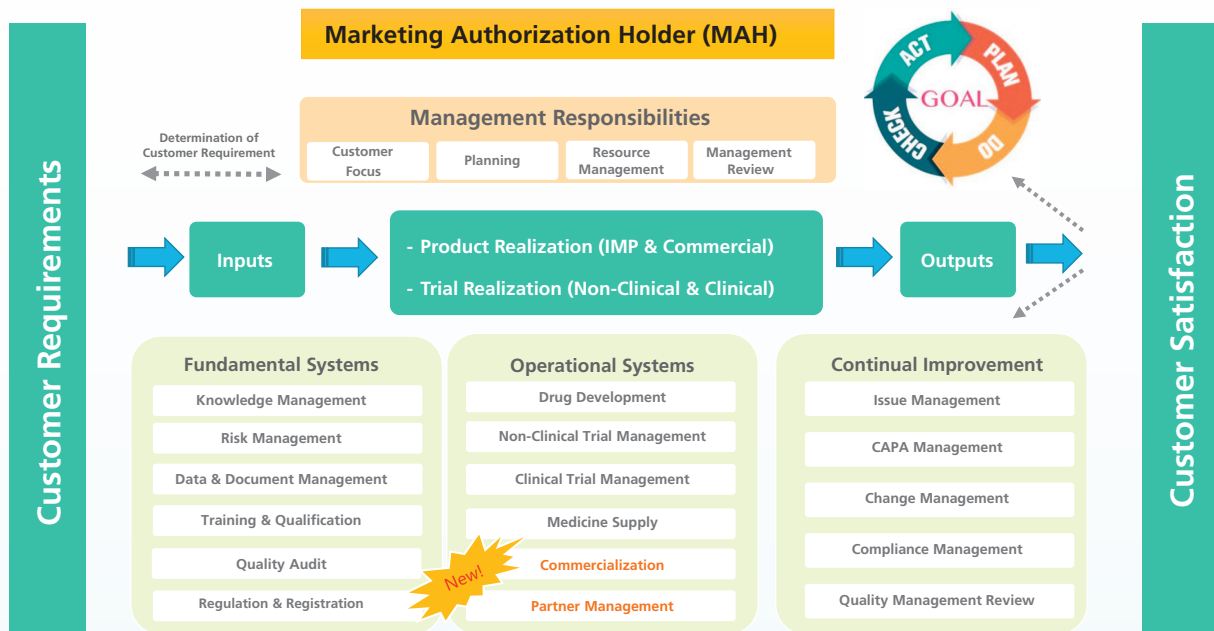 Marketing Authorization Holder (MAH)
ACT
PLAN
DO
CHECK
GOAL
Customer Requirements
Customer Satisfaction
Determination of
Customer Requirement
Management Responsibilities
Customer
Focus
Planning
Resource
Management
Management
Review
Inputs
- Product Realization (IMP & Commercial)
- Trial Realization (Non-Clinical & Clinical)
Outputs
Fundamental Systems
Knowledge Management
Risk Management
Data & Document Management
Training & Qualification
Quality Audit
Regulation & Registration
Operational Systems
Drug Development
Non-Clinical Trial Management
Clinical Trial Management
Medicine Supply
New!
Commercialization
Partner Management
Continual Improvement
Issue Management
CAPA Management
Change Management
Compliance Management
Quality Management Review